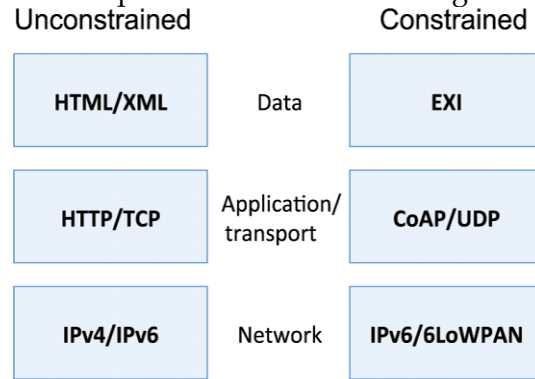 Unconstrained Constrained
HTML/XML Data EXI
HTTP/TCP Application/
transport CoAP/UDP
IPv4/IPv6 Network IPv6/6LoWPAN